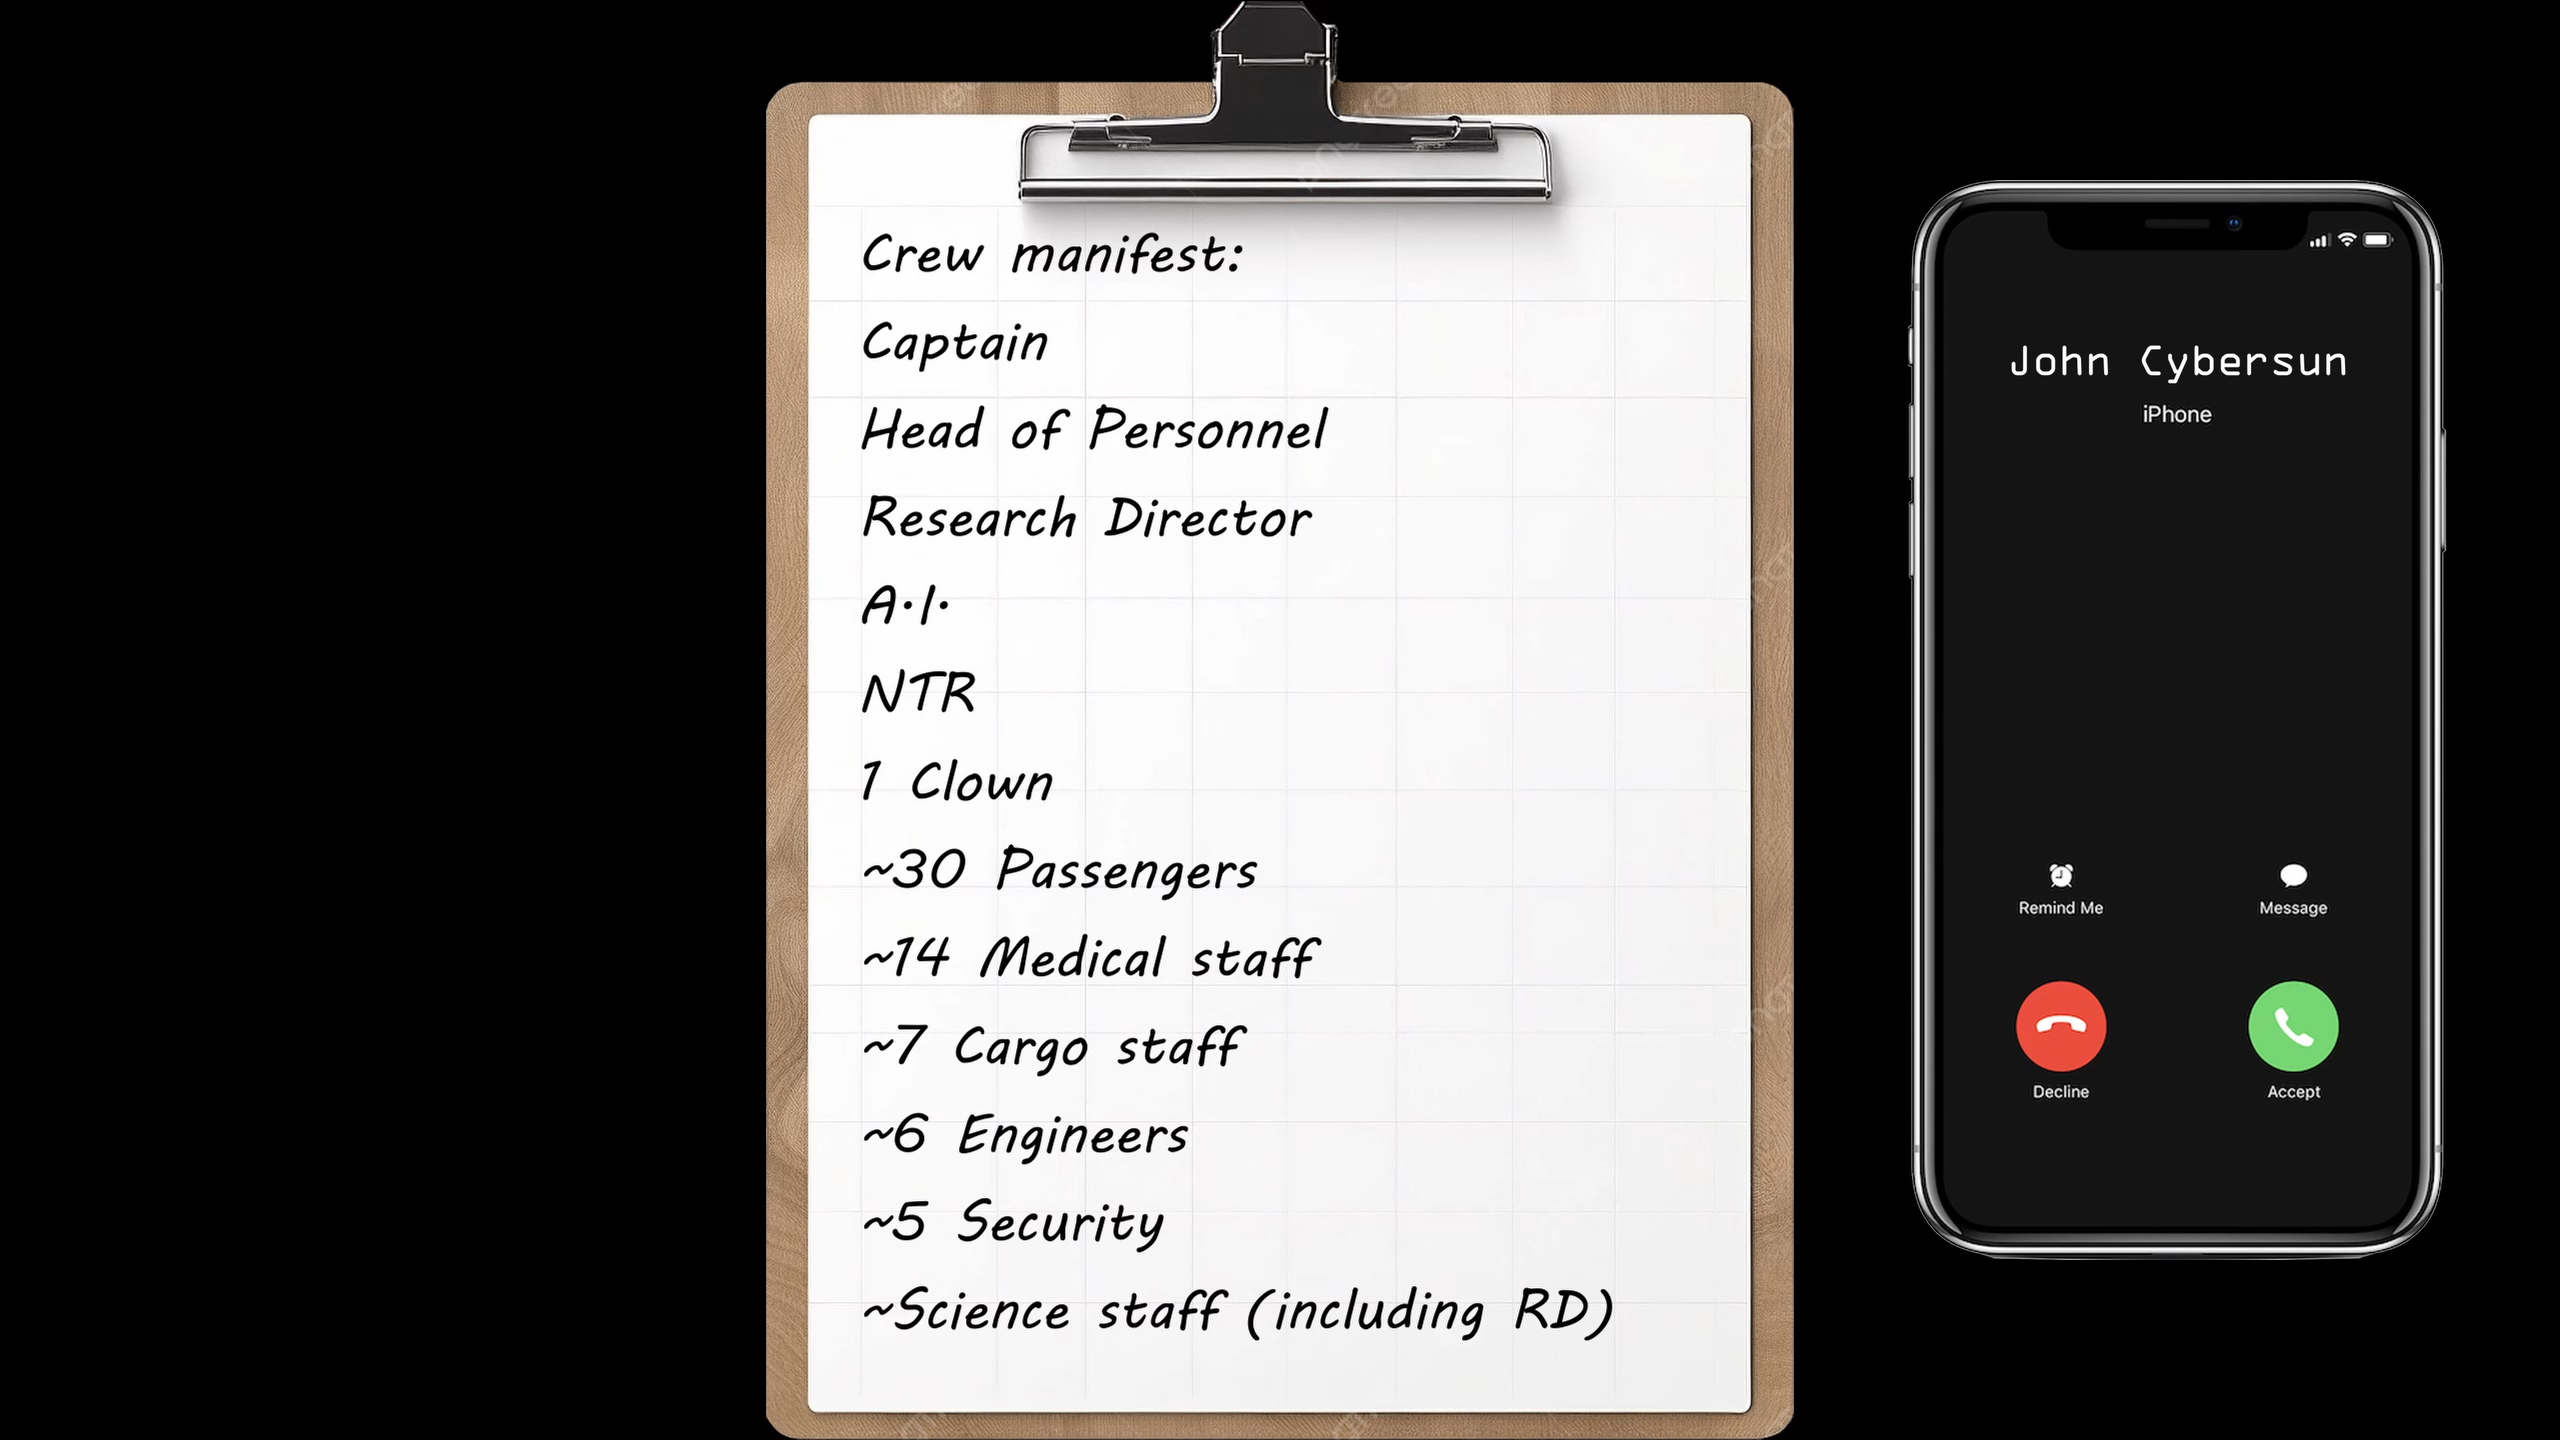 Crew manifest:
Captain
Head of Personnel
Research Director
A.I.
NTR
1 Clown
~30 Passengers
~14 Medical staff
~7 Cargo staff
~6 Engineers
~5 Security
~Science staff (including RD)
John Cybersun
iPhone
Remind Me
Message
Decline
Accept